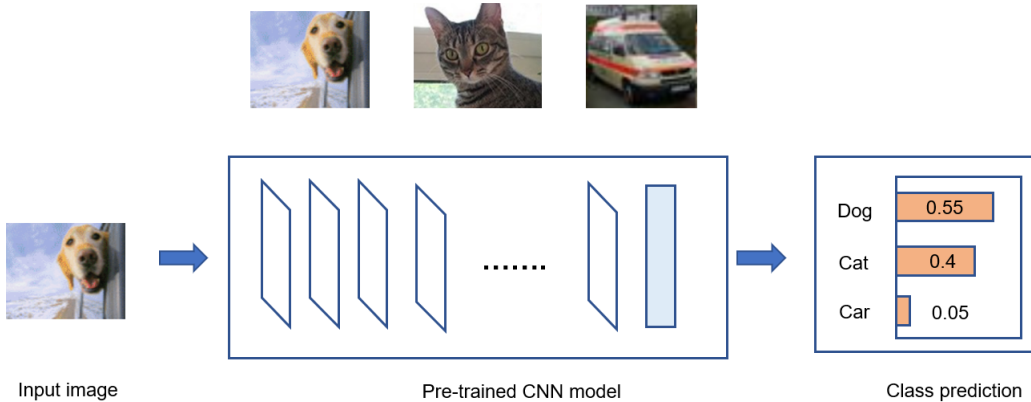 Dog
0.55
Cat
0.4
Car
0.05
Input image
Pre-trained CNN model
Class prediction